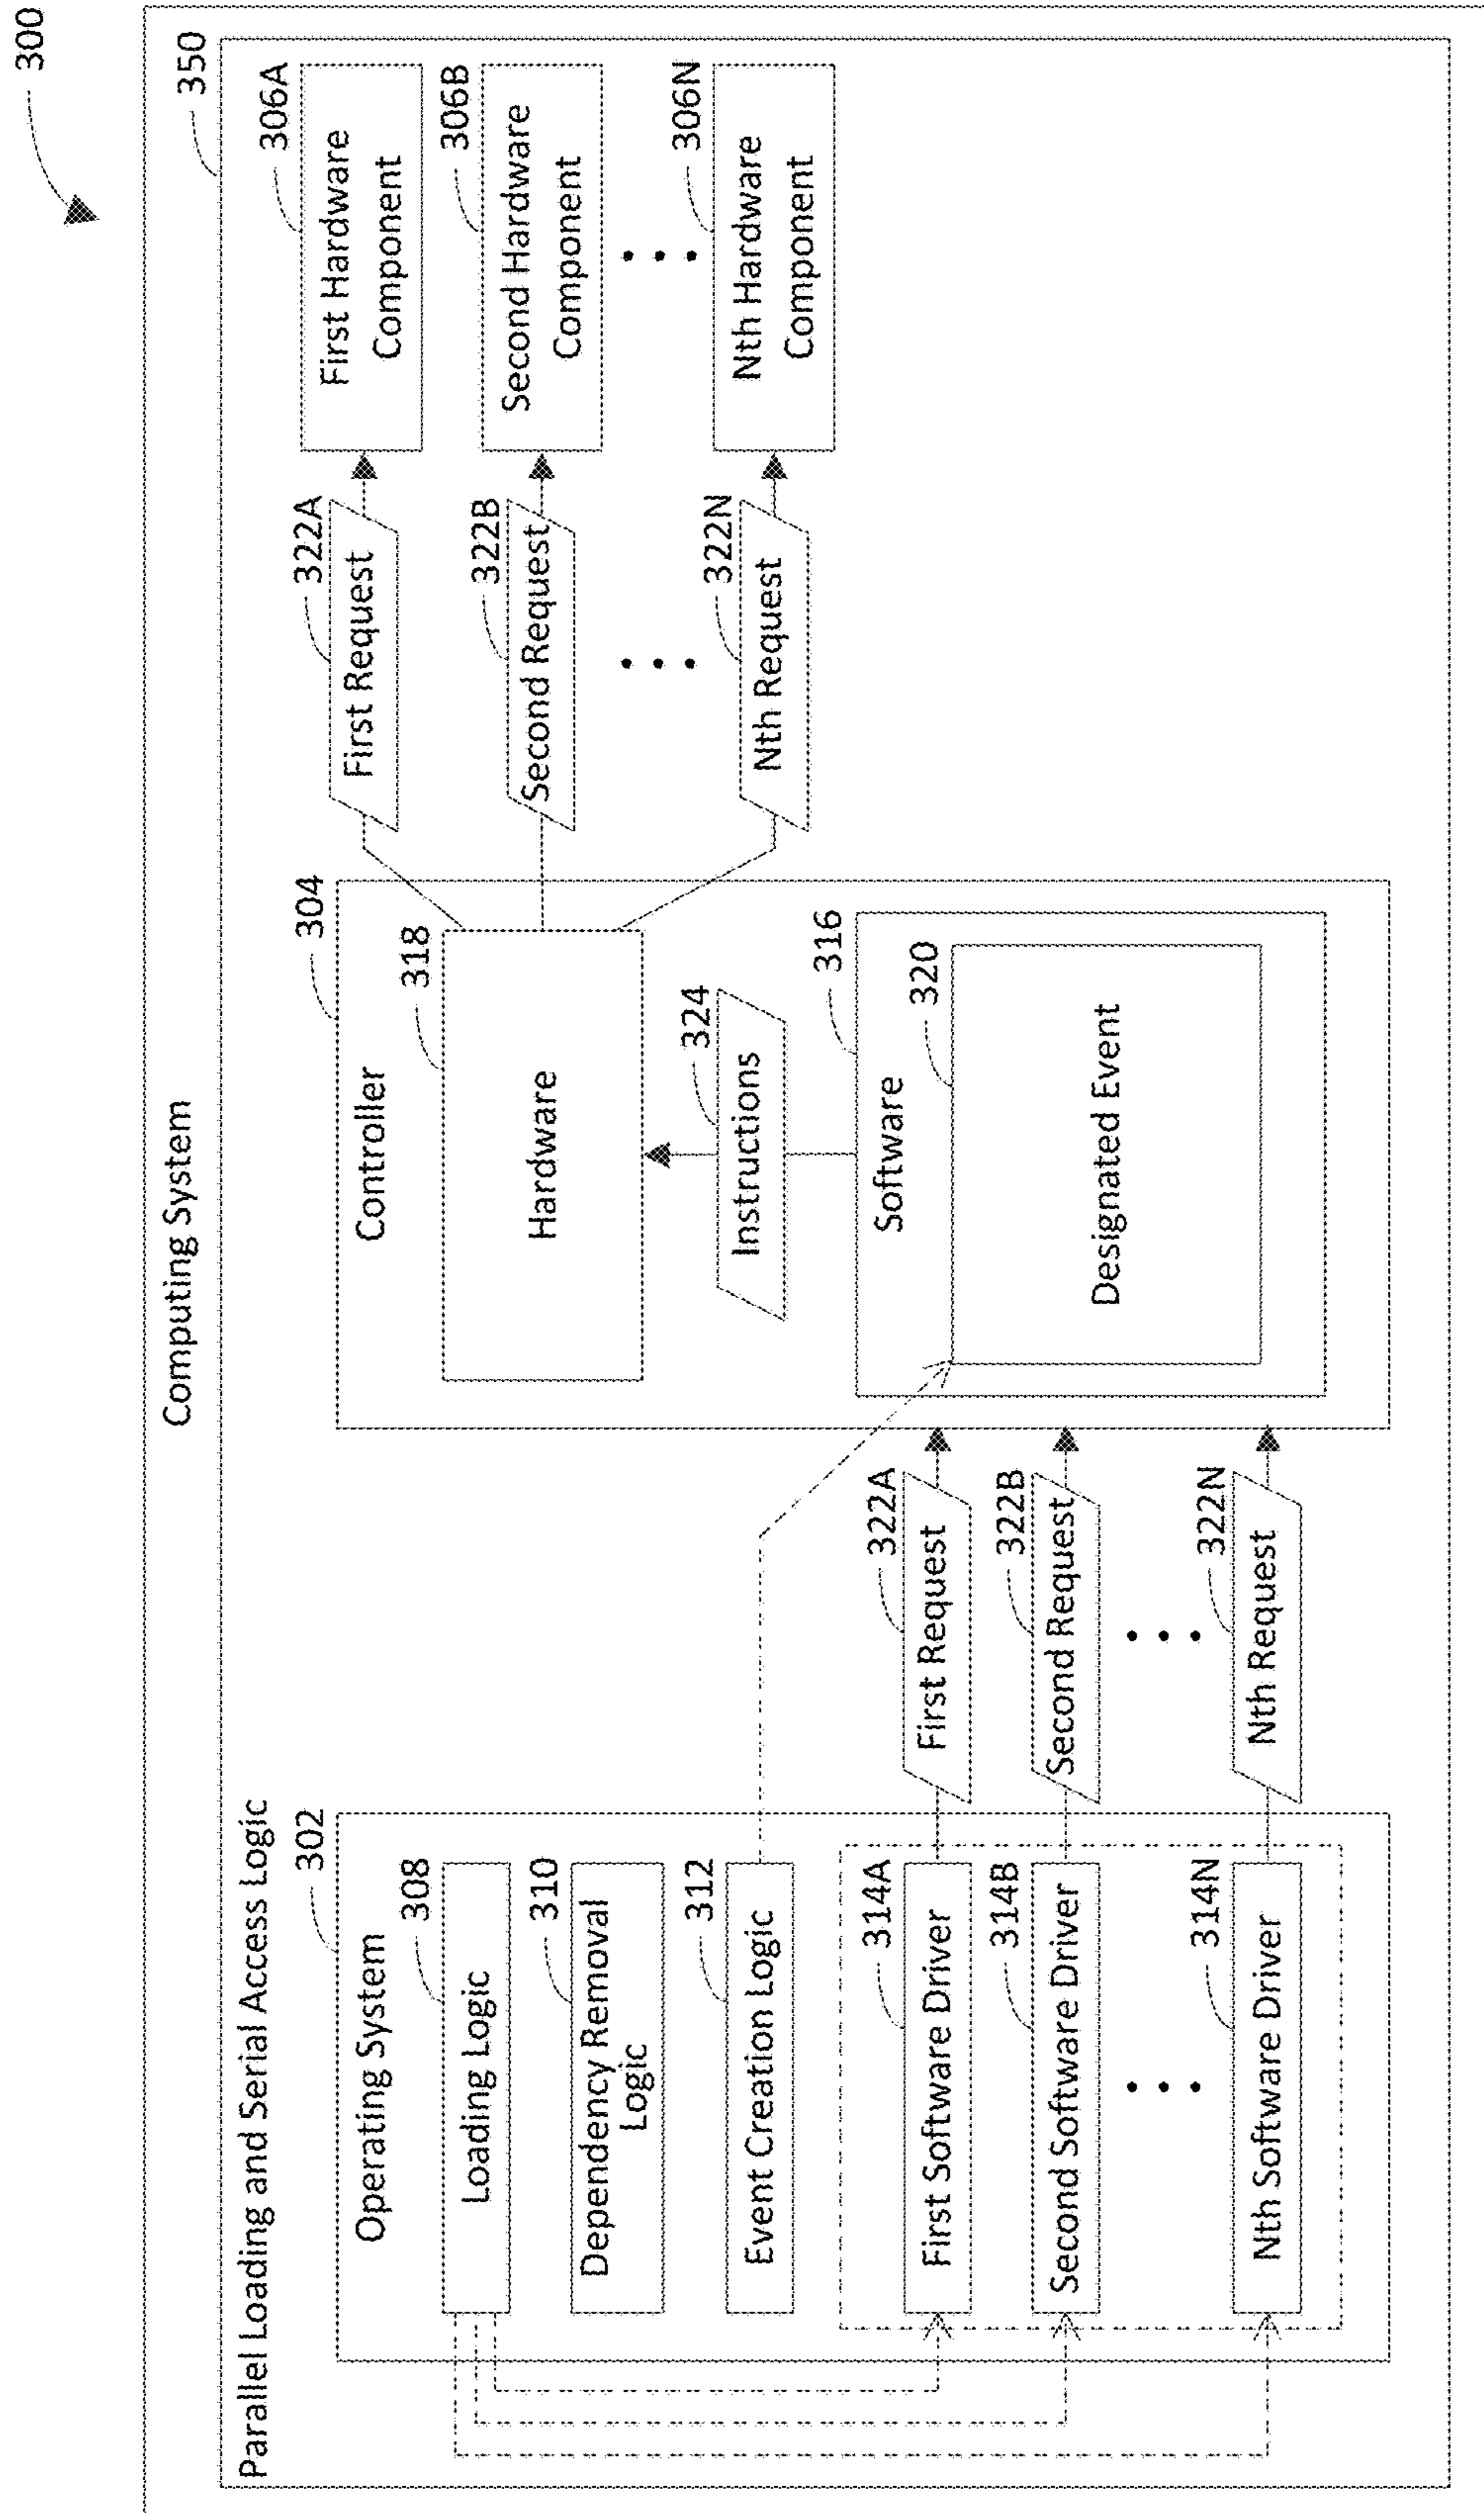 300
Computing System
350
Parallel Loading and Serial Access Logic
302
Operating System
308
Loading Logic
310
Dependency Removal
Logic
312
Event Creation Logic
314A
First Software Driver
314B
Second Software Driver
314N
Nth Software Driver
322A
First Request
322B
Second Request
322N
Nth Request
304
Controller
318
Hardware
324
Instructions
316
Software
320
Designated Event
322A
First Request
322B
Second Request
322N
Nth Request
306A
First Hardware
Component
306B
Second Hardware
Component
306N
Nth Hardware
Component